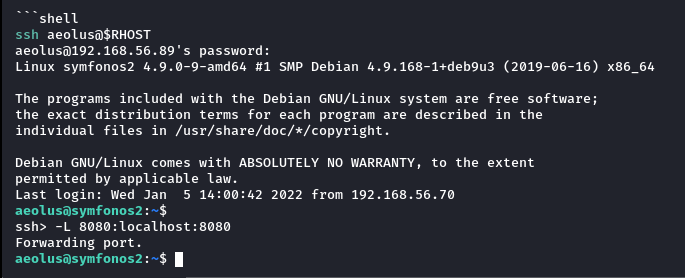 ```shell
ssh aeolus@$RHOST
aeolus@192.168.56.89's password:
Linux symfonos2 4.9.0-9-amd64 #1 SMP Debian 4.9.168-1+deb9u3 (2019-06-16) x86_64

The programs included with the Debian GNU/Linux system are free software;
the exact distribution terms for each program are described in the
individual files in /usr/share/doc/*/copyright.

Debian GNU/Linux comes with ABSOLUTELY NO WARRANTY, to the extent
permitted by applicable law.
Last login: Wed Jan  5 14:00:42 2022 from 192.168.56.70
aeolus@symfonos2:~$
ssh> -L 8080:localhost:8080
Forwarding port.
aeolus@symfonos2:~$